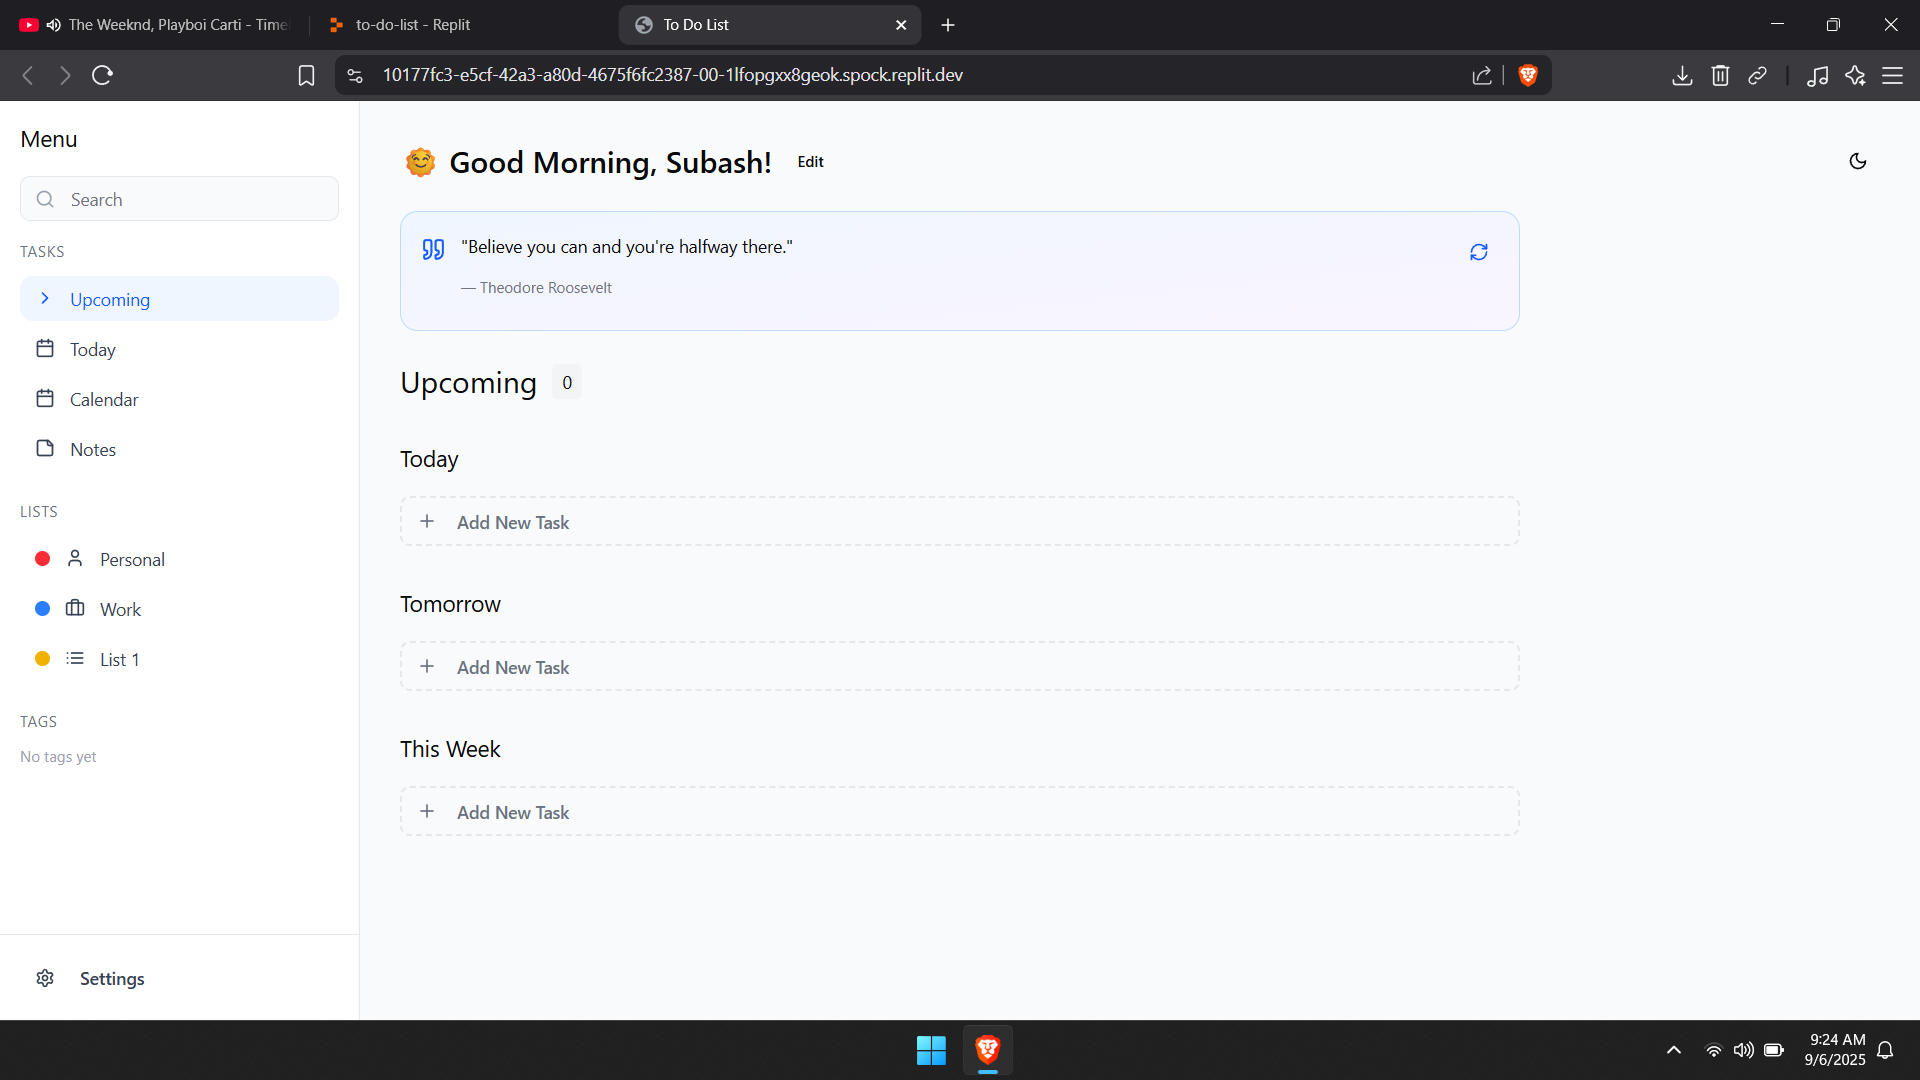 The Weeknd, Playboi Carti - Time
to-do-list - Replit
To Do List
10177fc3-e5cf-42a3-a80d-4675f6fc2387-00-1lfopgxx8geok.spock.replit.dev
Menu
Search
TASKS
Upcoming
Today
Calendar
Notes
LISTS
Personal
Work
List 1
TAGS
No tags yet
Settings
Good Morning, Subash!
Edit
"Believe you can and you're halfway there."
— Theodore Roosevelt
Upcoming 0
Today
Add New Task
Tomorrow
Add New Task
This Week
Add New Task
9:24 AM
9/6/2025